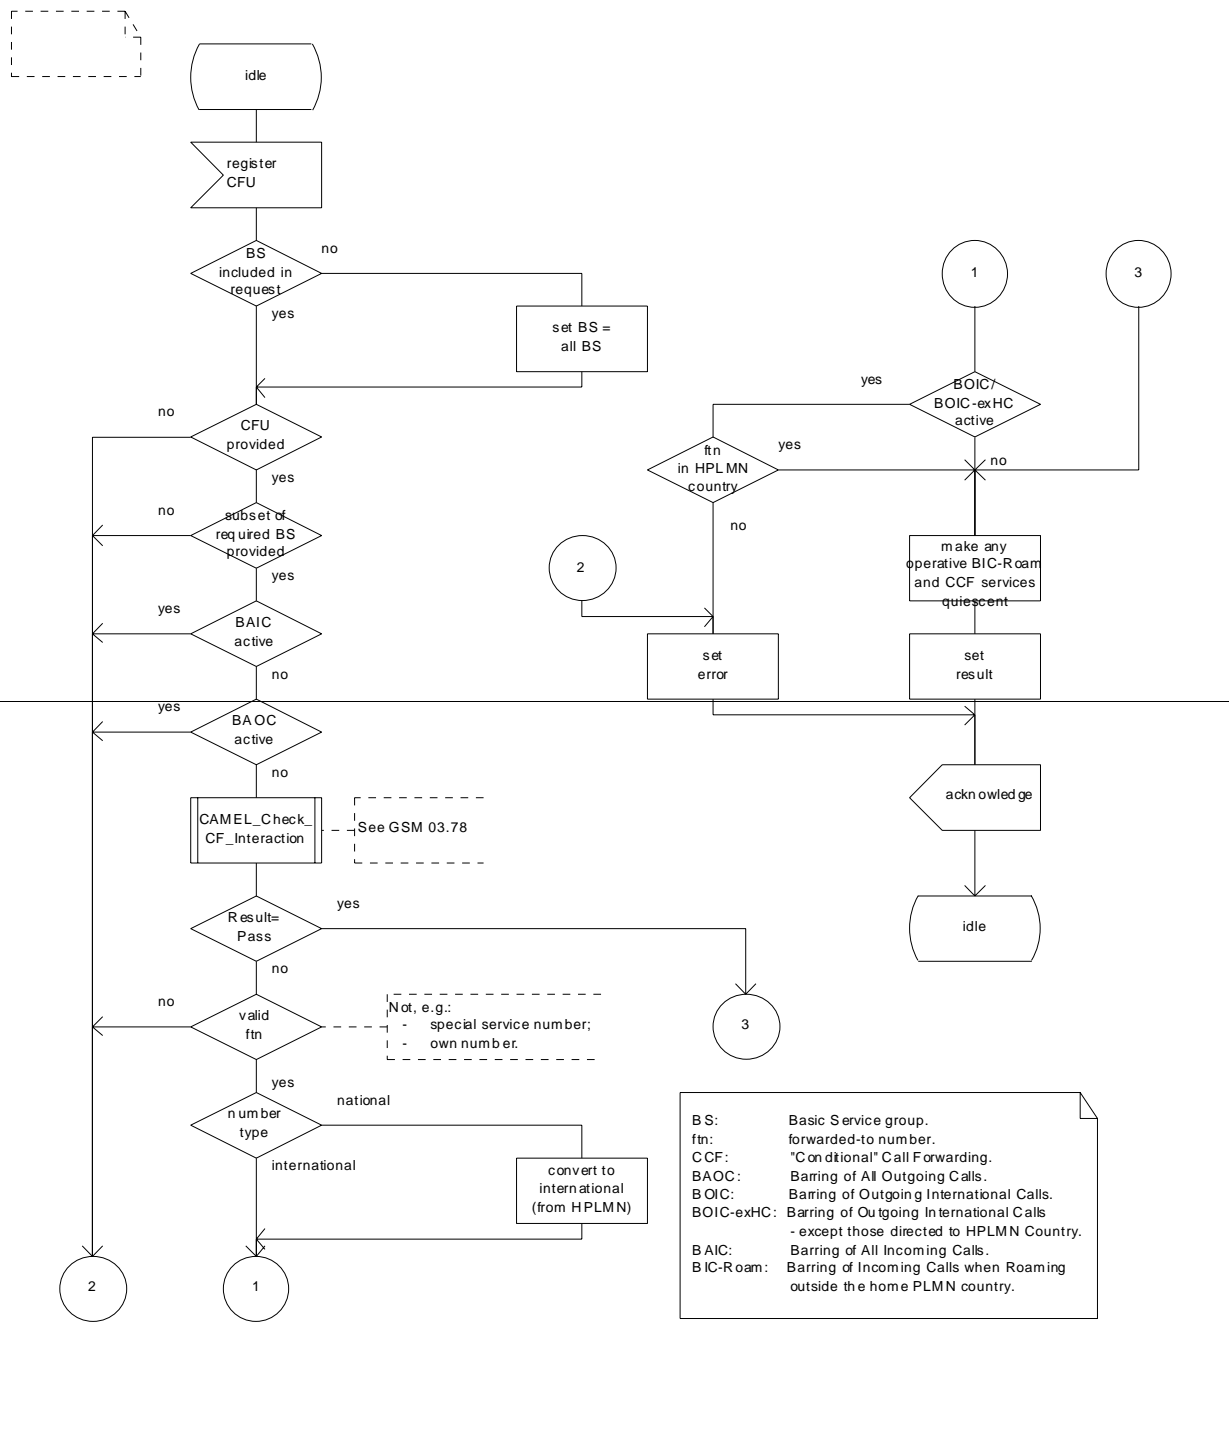 idle
register
CFU
BS
included in
request
no
yes
set BS =
all BS
CFU
provided
no
yes
subset of
required BS
provided
no
yes
BAIC
active
yes
no
BAOC
active
yes
no
CAMEL_Check_
CF_Interaction
See GSM 03.78
Result=
Pass
yes
no
3
valid
ftn
no
yes
Not, e.g.:
- special service number;
- own number.
number
type
national
international
convert to
international
(from HPLMN)
2
1
1
3
BOIC/
BOIC-exHC
active
yes
no
ftn
in HPLMN
country
yes
no
2
make any
operative BIC-Roam
and CCF services
quiescent
set
error
set
result
acknowledge
idle
BS: Basic Service group.
ftn: forwarded-to number.
CCF: "Conditional" Call Forwarding.
BAOC: Barring of All Outgoing Calls.
BOIC: Barring of Outgoing International Calls.
BOIC-exHC: Barring of Outgoing International Calls
- except those directed to HPLMN Country.
BAIC: Barring of All Incoming Calls.
BIC-Roam: Barring of Incoming Calls when Roaming
outside the home PLMN country.